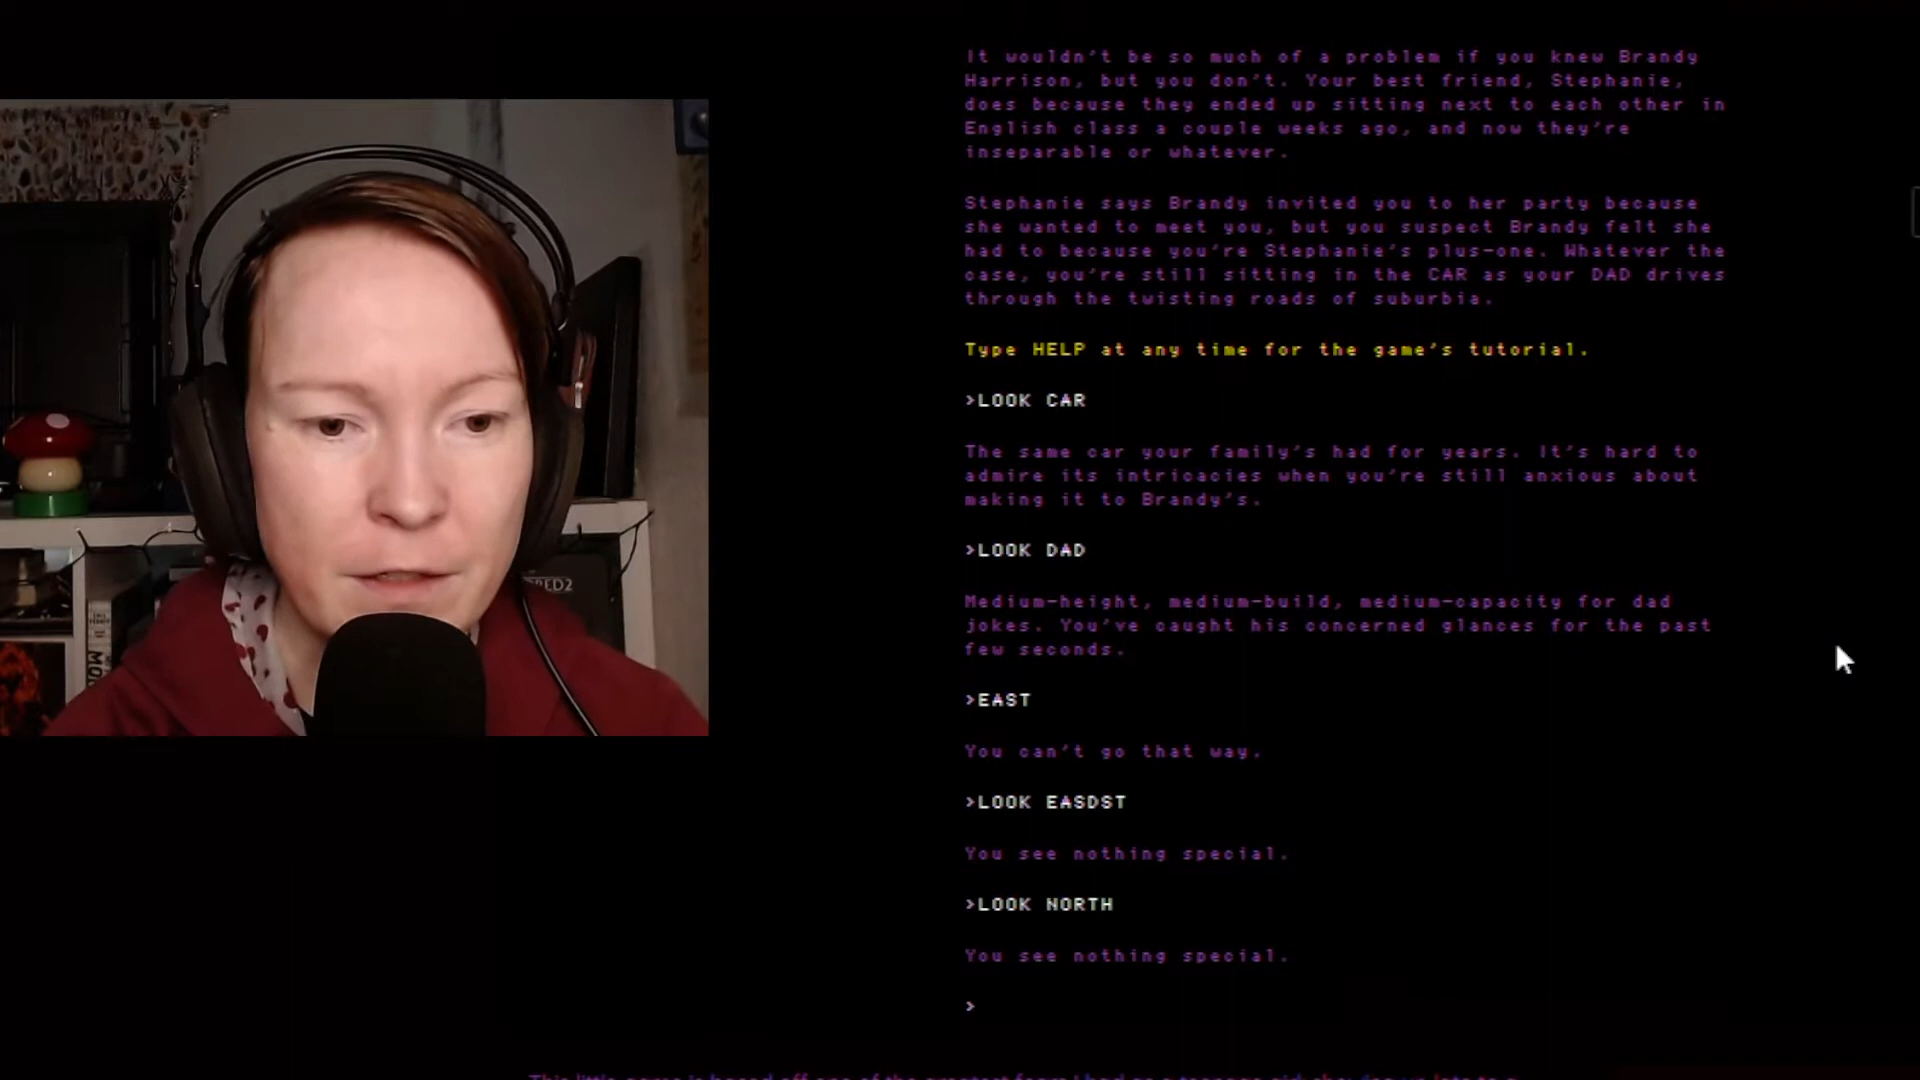 It wouldn't be so much of a problem if you knew Brandy
Harrison, but you don't. Your best friend, Stephanie,
does because they ended up sitting next to each other in
English class a couple weeks ago, and now they're
inseparable or whatever.
Stephanie says Brandy invited you to her party because
she wanted to meet you, but you suspect Brandy felt she
had to because you're Stephanie's plus-one. Whatever the
case, you're still sitting in the CAR as your DAD drives
through the twisting roads of suburbia.
Type HELP at any time for the game's tutorial.
>LOOK CAR
The same car your family's had for years. It's hard to
admire its intricacies when you're still anxious about
making it to Brandy's.
>LOOK DAD
Medium-height, medium-build, medium-capacity for dad
jokes. You've caught his concerned glances for the past
few seconds.
>EAST
You can't go that way.
>LOOK EASDST
You see nothing special.
>LOOK NORTH
You see nothing special.
>